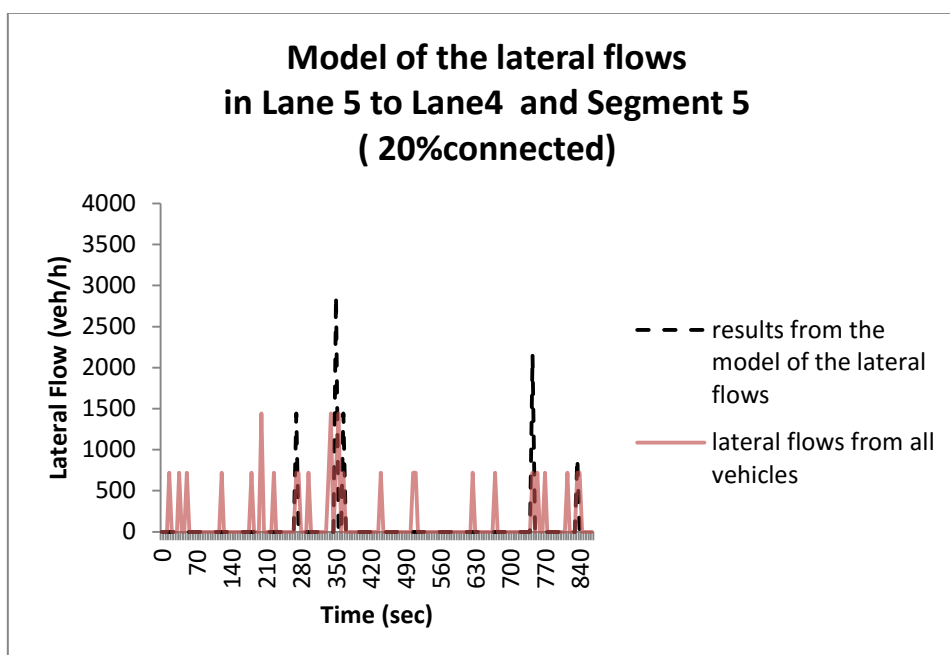 Model of the lateral flows
in Lane 5 to Lane4 and Segment 5
( 20%connected)
Lateral Flow (veh/h)
4000
3500
3000
2500
2000
1500
1000
500
0
0
70
140
210
280
350
420
490
560
630
700
770
840
Time (sec)
results from the
model of the lateral
flows
lateral flows from all
vehicles